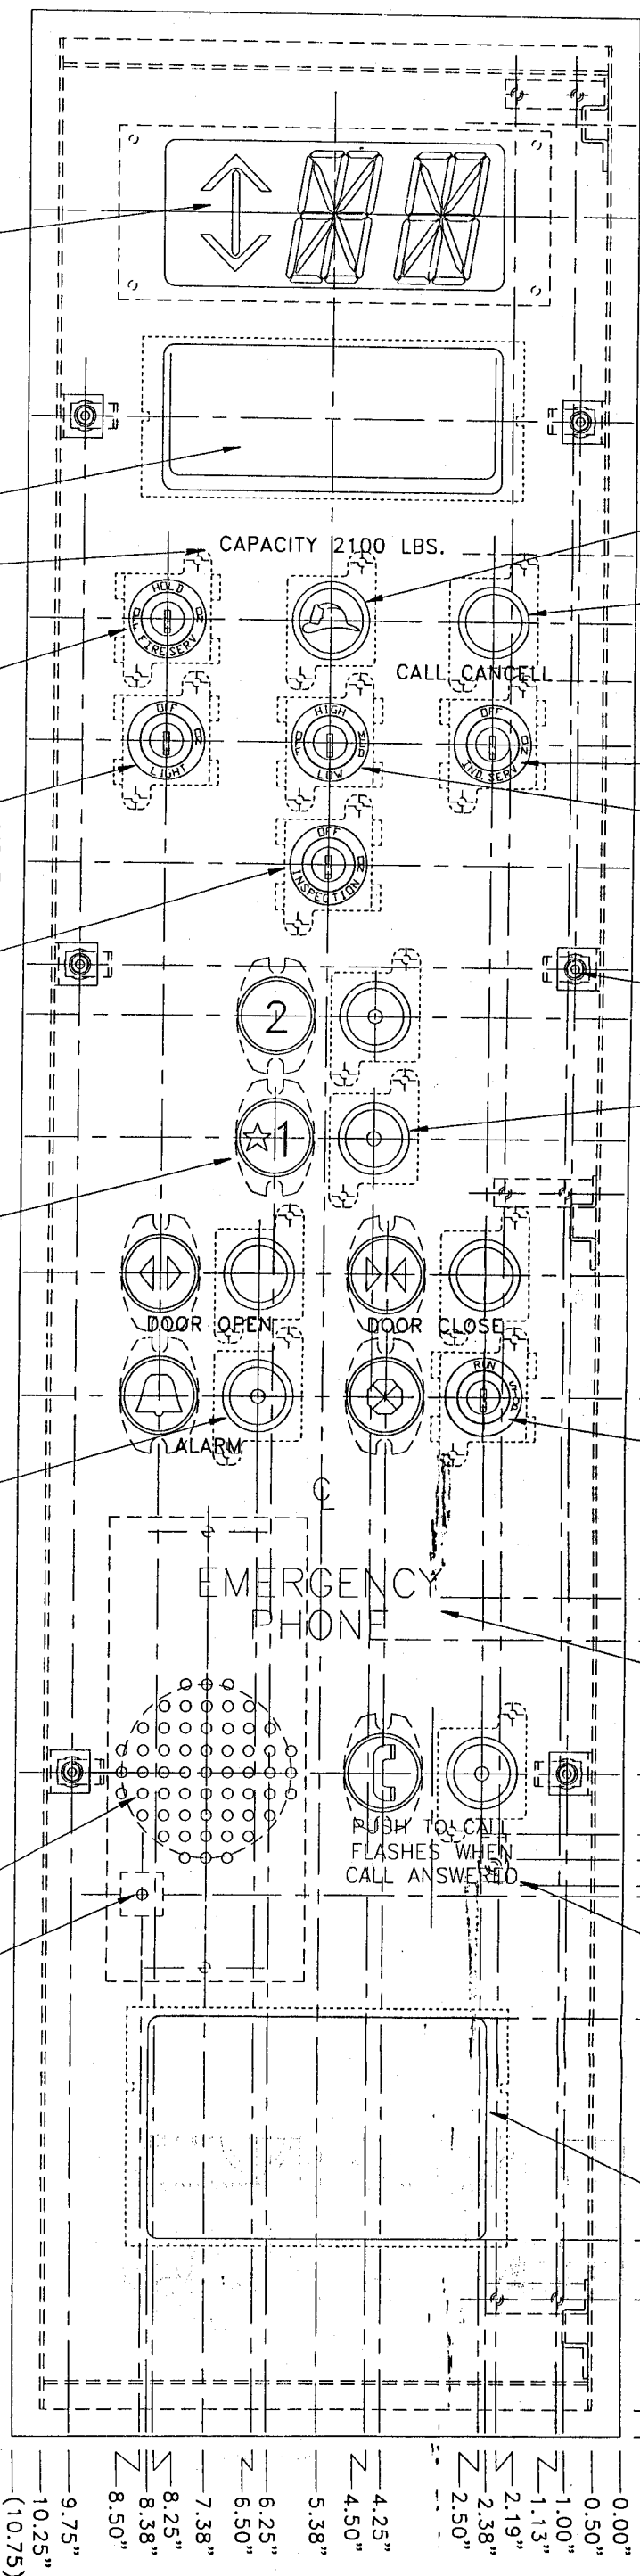 CAPACITY 2100 LBS.
HOLD
OFF ON
FIRE SERV
CALL CANCELL
OFF
ON
LIGHT
HIGH
OFF MED
LOW
OFF
ON
IND. SERV
OFF
ON
INSPECTION
2
☆1
DOOR OPEN
DOOR CLOSE
RUN
STOP
ALARM
CL
EMERGENCY
PHONE
PUSH TO CALL
FLASHES WHEN
CALL ANSWERED
0.00"
0.50"
1.00"
1.13"
2.19"
2.38"
2.50"
4.25"
4.50"
5.38"
6.25"
6.50"
7.38"
8.25"
8.38"
8.50"
9.75"
10.25"
(10.75)